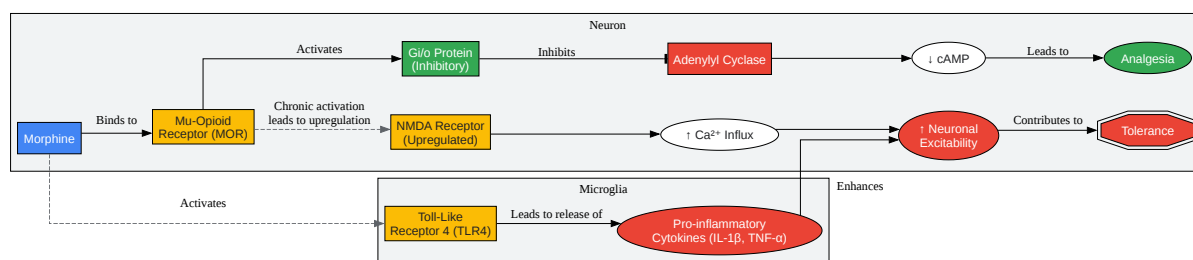 Neuron
Activates
Gi/o Protein
(Inhibitory)
Inhibits
Adenylyl Cyclase
↓ cAMP
Leads to
Analgesia
Morphine
Binds to
Mu-Opioid
Receptor (MOR)
Chronic activation
leads to upregulation
NMDA Receptor
(Upregulated)
↑ Ca²⁺ Influx
↑ Neuronal
Excitability
Contributes to
Tolerance
Microglia
Enhances
Activates
Toll-Like
Receptor 4 (TLR4)
Leads to release of
Pro-inflammatory
Cytokines (IL-1β, TNF-α)